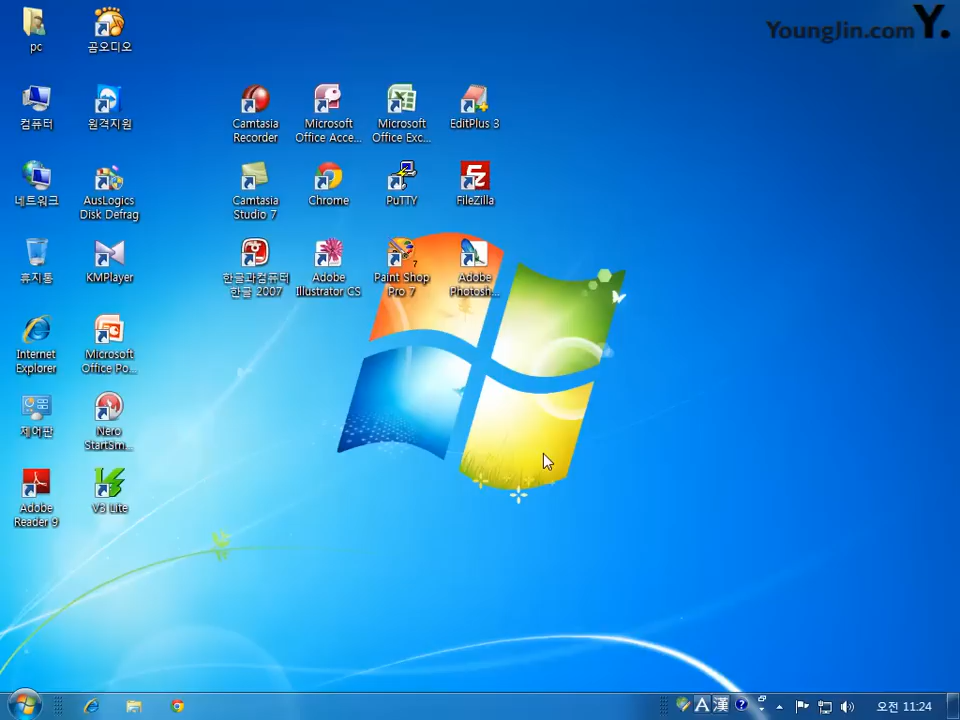 YoungJin.com Y.
pc
곰오디오
컴퓨터
원격지원
Camtasia
Recorder
Microsoft
Office Acce...
Microsoft
Office Exc...
EditPlus 3
네트워크
AusLogics
Disk Defrag
Camtasia
Studio 7
Chrome
PuTTY
FileZilla
휴지통
KMPlayer
한글과컴퓨터
한글 2007
Adobe
Illustrator CS
Paint Shop
Pro 7
Adobe
Photosh...
Internet
Explorer
Microsoft
Office Po...
제어판
Nero
StartSm...
Adobe
Reader 9
V3 Lite
A 漢 ? 오전 11:24